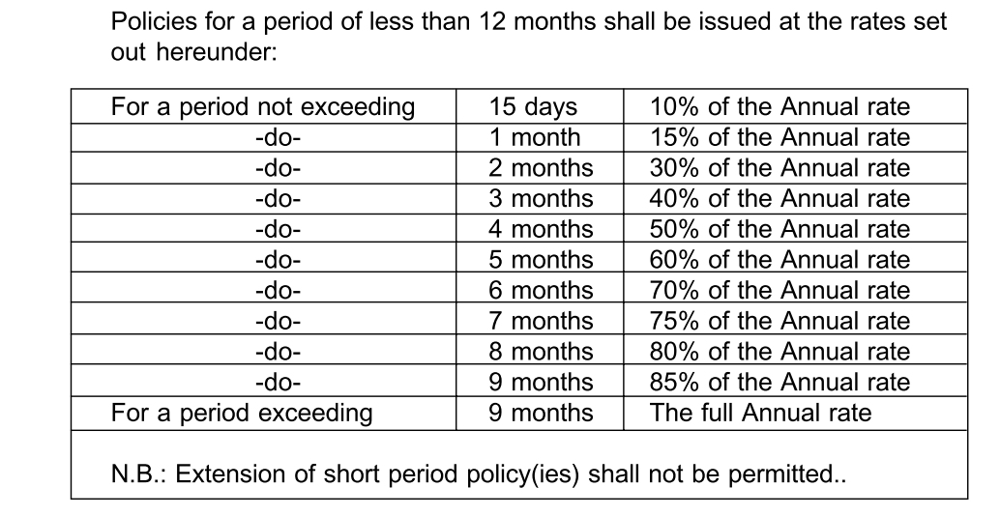 Policies for a period of less than 12 months shall be issued at the rates set
out hereunder:
For a period not exceeding 15 days 10% of the Annual rate
-do- 1 month 15% of the Annual rate
-do- 2 months 30% of the Annual rate
-do- 3 months 40% of the Annual rate
-do- 4 months 50% of the Annual rate
-do- 5 months 60% of the Annual rate
-do- 6 months 70% of the Annual rate
-do- 7 months 75% of the Annual rate
-do- 8 months 80% of the Annual rate
-do- 9 months 85% of the Annual rate
For a period exceeding 9 months The full Annual rate
N.B.: Extension of short period policy(ies) shall not be permitted..